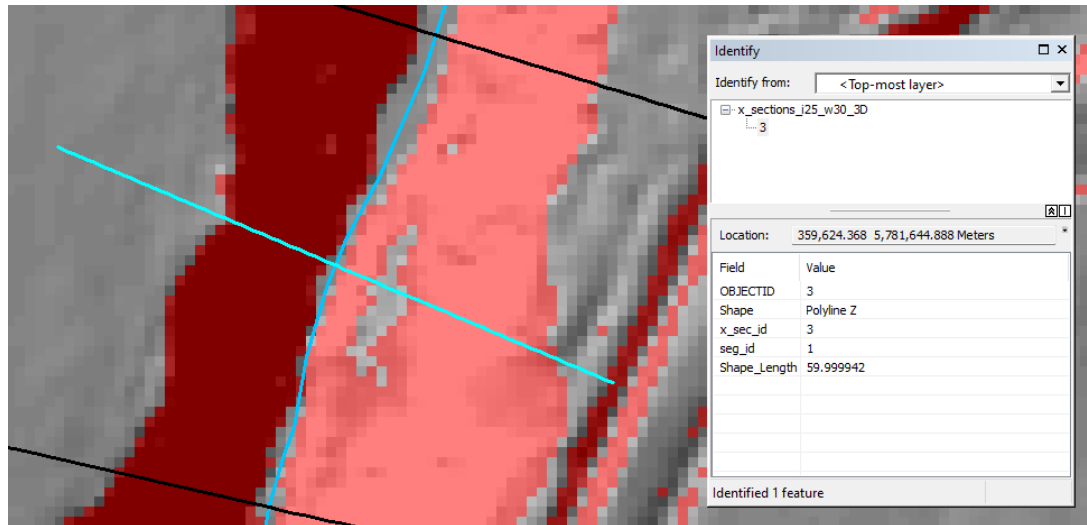 Identify
Identify from: <Top-most layer>
x_sections_i25_w30_3D
3
Location: 359,624.368 5,781,644.888 Meters
Field Value
OBJECTID 3
Shape Polyline Z
x_sec_id 3
seg_id 1
Shape_Length 59.999942
Identified 1 feature